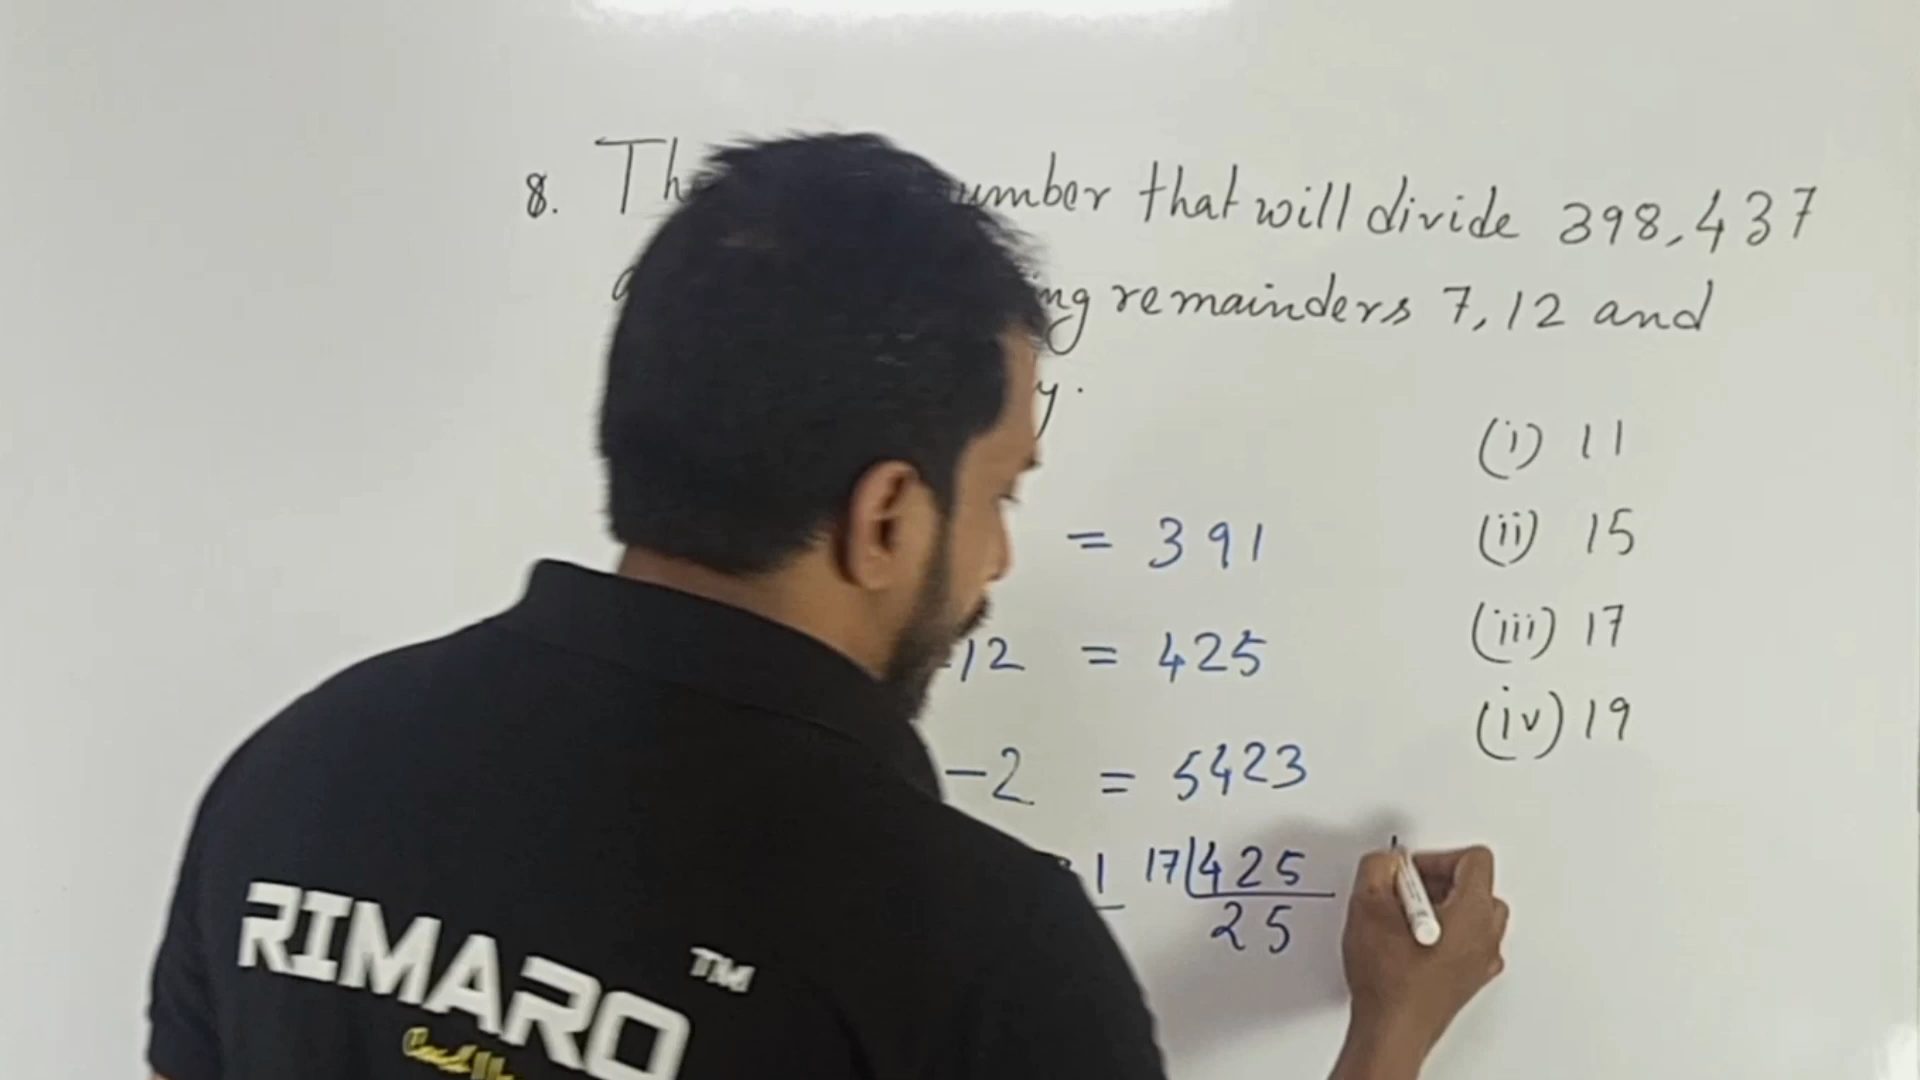 8. The umber that will divide 398, 437
ng remainders 7, 12 and
y.
(i) 11
= 391
(ii) 15
12 = 425
(iii) 17
(iv) 19
-2 = 5423
1 17 425
25
RIMARO TM